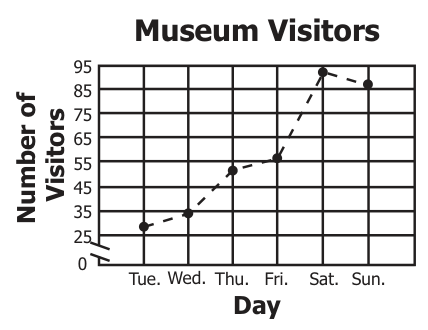 Museum Visitors
Number of
Visitors
95
85
75
65
55
45
35
25
0
Tue. Wed. Thu. Fri. Sat. Sun.
Day